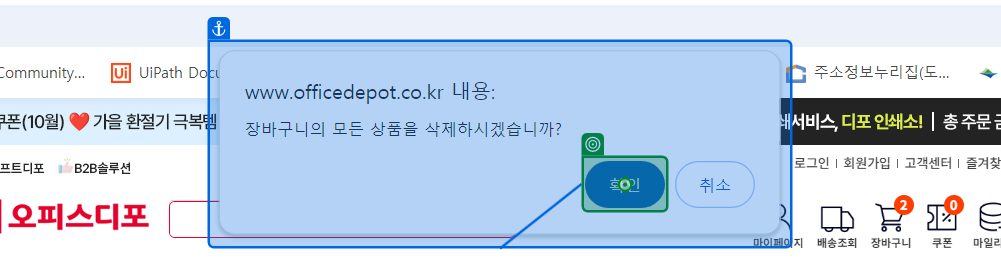 Community...
UiPath Docu
주소정보누리집(도...
www.officedepot.co.kr 내용:
장바구니의 모든 상품을 삭제하시겠습니까?
확인
취소
쿠폰(10월) ❤️ 가을 환절기 극복템
쇄서비스, 디포 인쇄소! | 총 주문 금
프트디포 B2B솔루션
로그인 | 회원가입 | 고객센터 | 즐겨찾
오피스디포
2
0
마이페이지 배송조회 장바구니 쿠폰 마일리